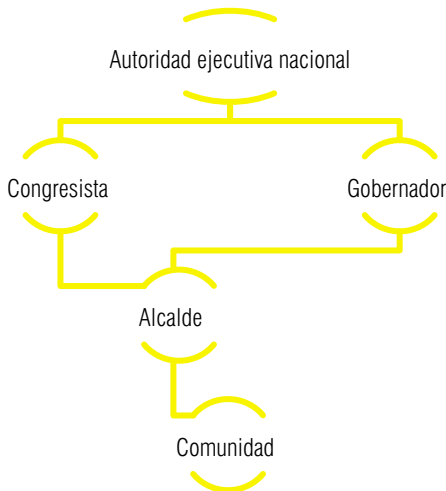 Autoridad ejecutiva nacional
Congresista
Gobernador
Alcalde
Comunidad